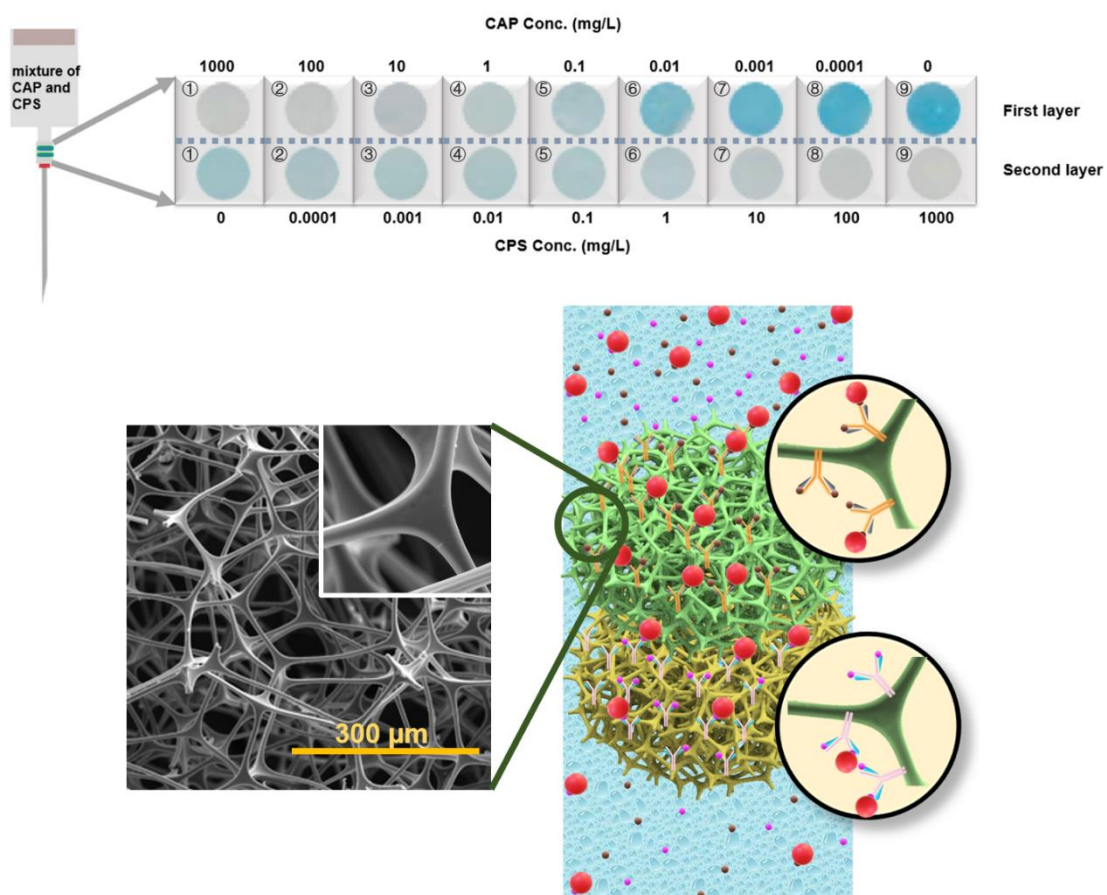 CAP Conc. (mg/L)
mixture of
CAP and
CPS
1000 100 10 1 0.1 0.01 0.001 0.0001 0
① ② ③ ④ ⑤ ⑥ ⑦ ⑧ ⑨
First layer
① ② ③ ④ ⑤ ⑥ ⑦ ⑧ ⑨
Second layer
0 0.0001 0.001 0.01 0.1 1 10 100 1000
CPS Conc. (mg/L)
300 µm